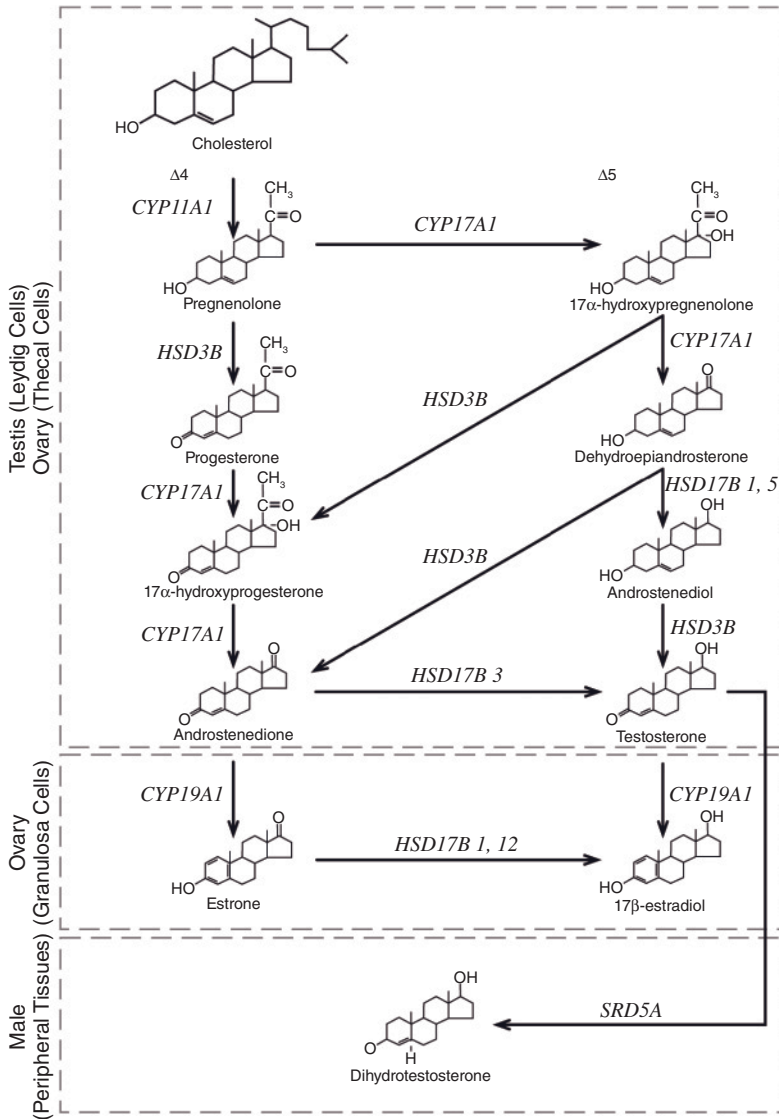 HO
Cholesterol
Δ4
Δ5
CYP11A1
CH3
C=O
HO
Pregnenolone
CYP17A1
CH3
C=O
-OH
HO
17α-hydroxypregnenolone
HSD3B
CH3
C=O
O
Progesterone
HSD3B
CYP17A1
O
HO
Dehydroepiandrosterone
CYP17A1
CH3
C=O
-OH
O
17α-hydroxyprogesterone
HSD3B
HSD17B 1, 5
OH
HO
Androstenediol
CYP17A1
O
O
Androstenedione
HSD17B 3
HSD3B
OH
O
Testosterone
Testis (Leydig Cells)
Ovary (Thecal Cells)
CYP19A1
O
HO
Estrone
HSD17B 1, 12
CYP19A1
OH
HO
17β-estradiol
Ovary
(Granulosa Cells)
OH
O
H
Dihydrotestosterone
SRD5A
Male
(Peripheral Tissues)